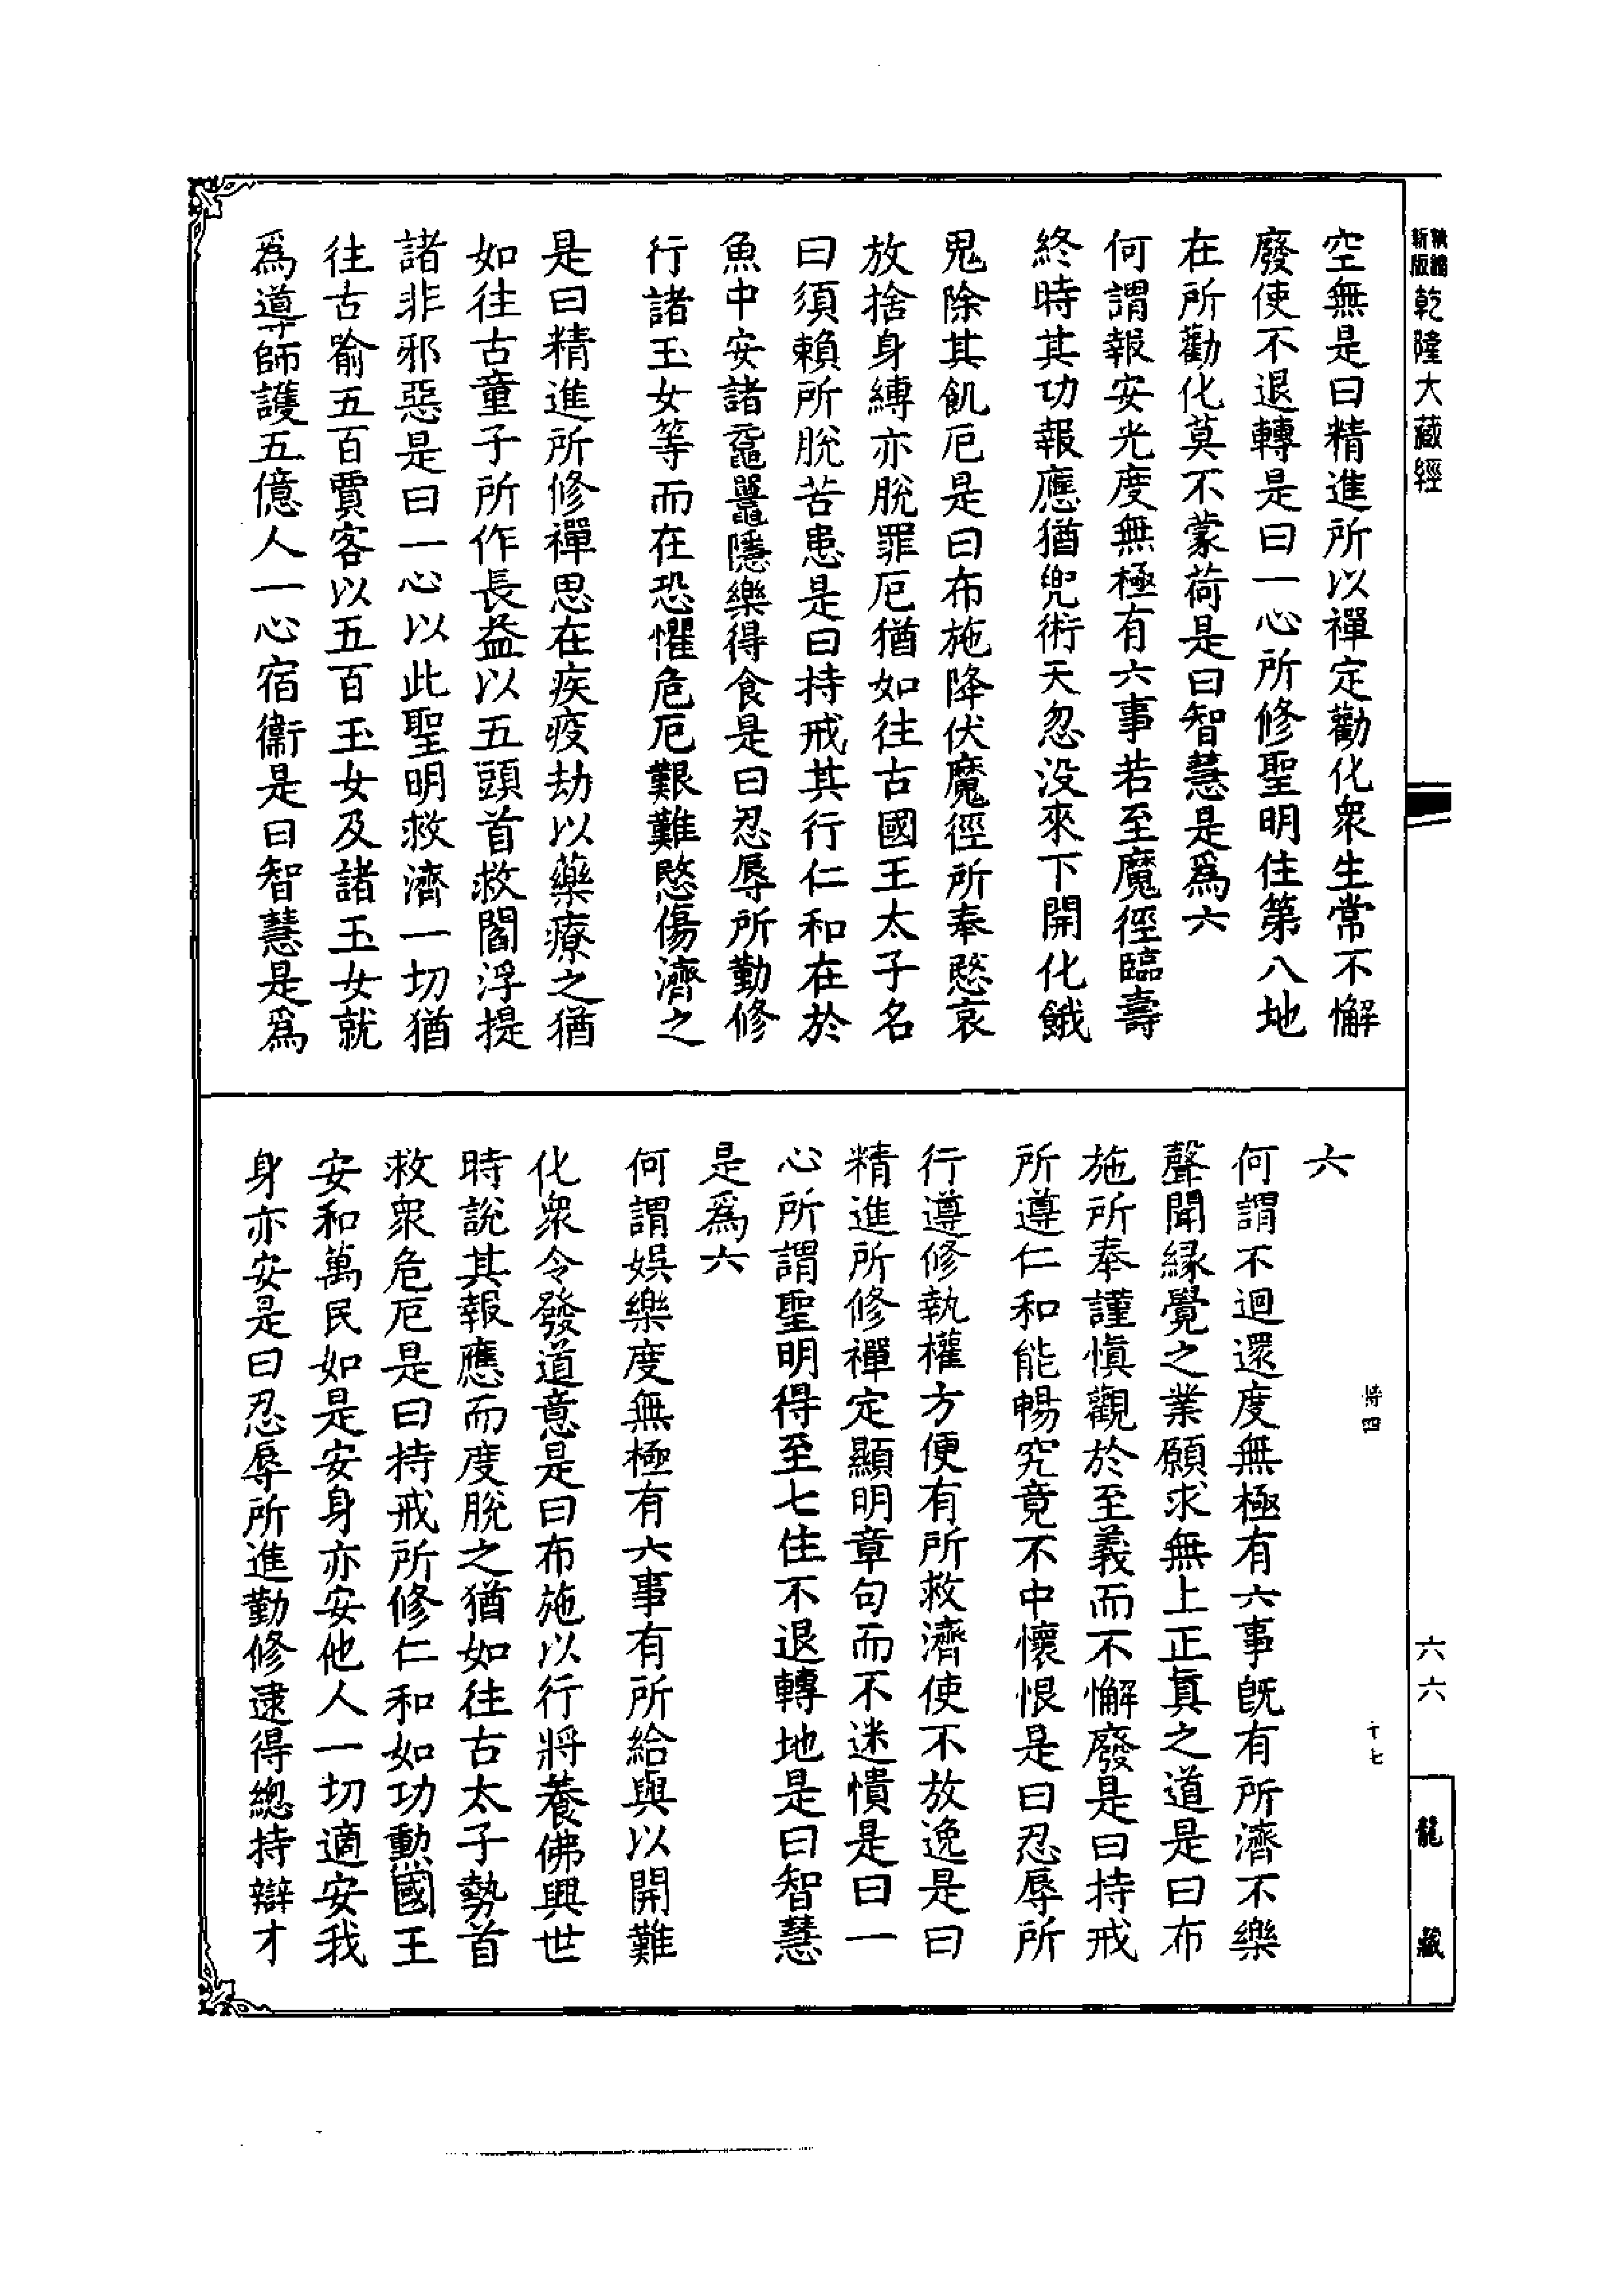 新版精縮乾隆大藏經
空無是曰精進所以禪定勸化衆生常不懈
廢使不退轉是曰一心所修聖明住第八地
在所勸化莫不蒙荷是曰智慧是爲六
何謂報安光度無極有六事若至魔徑臨壽
終時其功報應猶兜術天忽没來下開化餓
鬼除其飢厄是曰布施降伏魔徑所奉愍哀
放捨身縛亦脫罪厄猶如往古國王太子名
曰須賴所脫苦患是曰持戒其行仁和在於
魚中安諸黿鼉隱樂得食是曰忍辱所勤修
行諸玉女等而在恐懼危厄艱難愍傷濟之
是曰精進所修禪思在疾疫劫以藥療之猶
如往古童子所作長益以五頭首救閻浮提
諸非邪惡是曰一心以此聖明救濟一切猶
往古喻五百賈客以五百玉女及諸玉女就
爲導師護五億人一心宿衞是曰智慧是爲
六
何謂不迴還度無極有六事既有所濟不樂
聲聞緣覺之業願求無上正真之道是曰布
施所奉謹慎觀於至義而不懈廢是曰持戒
所遵仁和能暢究竟不中懷恨是曰忍辱所
行遵修執權方便有所救濟使不放逸是曰
精進所修禪定顯明章句而不迷憒是曰一
心所謂聖明得至七住不退轉地是曰智慧
是爲六
何謂娛樂度無極有六事有所給與以開難
化衆令發道意是曰布施以行將養佛興世
時説其報應而度脫之猶如往古太子勢首
救衆危厄是曰持戒所修仁和如功勳國王
安和萬民如是安身亦安他人一切適安我
身亦安是曰忍辱所進勤修逮得總持辯才
四
六六
十七
龍藏